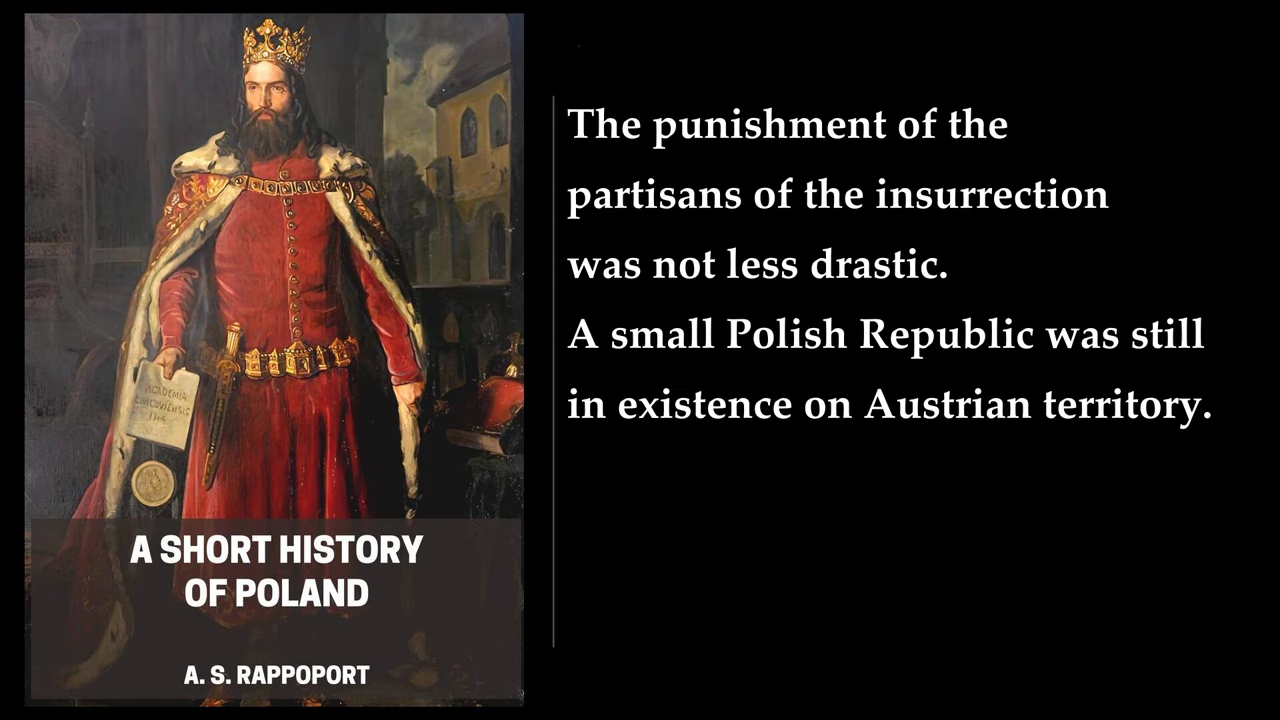 The punishment of the
partisans of the insurrection
was not less drastic.
A small Polish Republic was still
in existence on Austrian territory.
ACADEMIA
A SHORT HISTORY
OF POLAND
A. S. RAPPOPORT